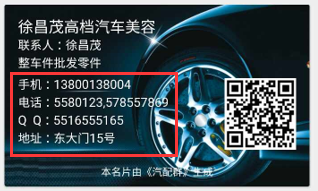 徐昌茂高档汽车美容
联系人：徐昌茂
整车件批发零件
手机：13800138004
电话：5580123,578557869
Q Q：5516555165
地址：东大门15号
本名片由《汽配群》生成